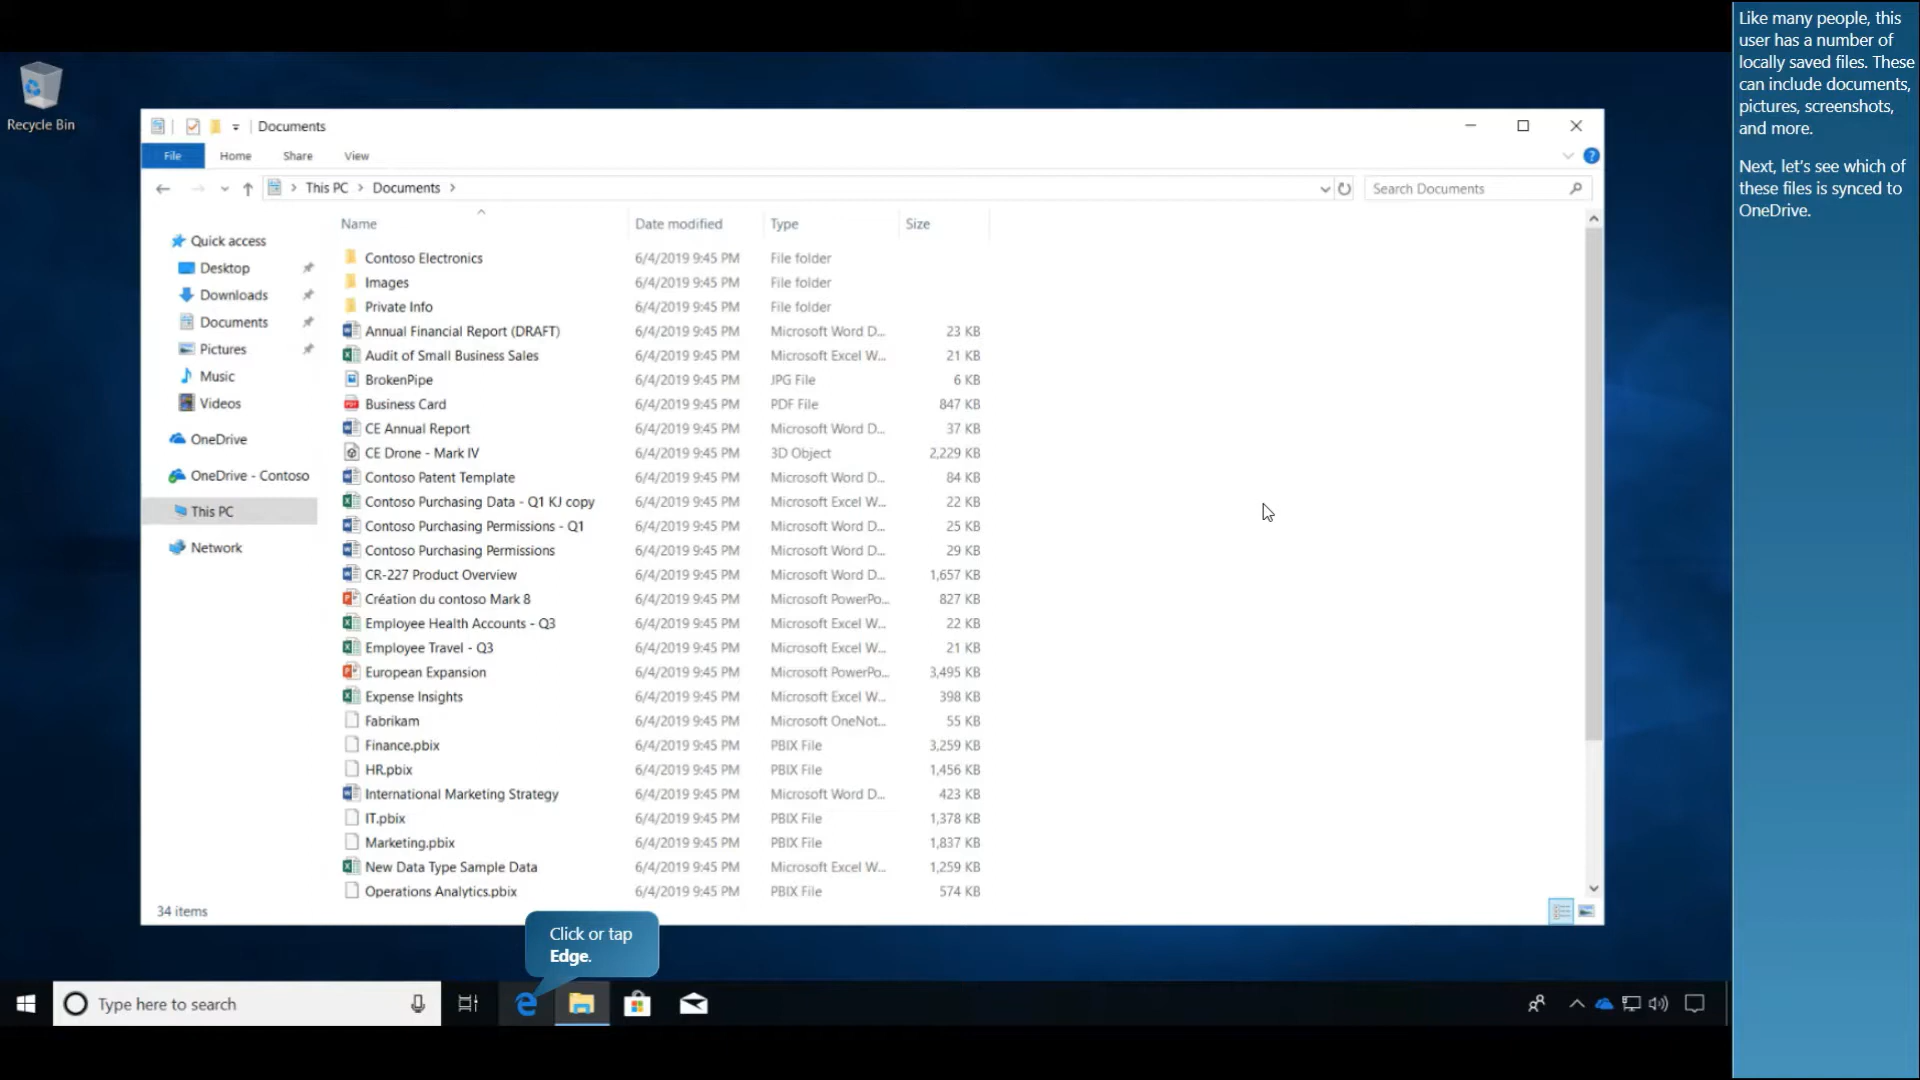 Like many people, this
user has a number of
locally saved files. These
can include documents,
pictures, screenshots,
and more.
Next, let's see which of
these files is synced to
OneDrive.
Recycle Bin
Documents
File Home Share View
This PC > Documents >
Search Documents
Name Date modified Type Size
Quick access
Desktop
Downloads
Documents
Pictures
Music
Videos
OneDrive
OneDrive - Contoso
This PC
Network
Contoso Electronics 6/4/2019 9:45 PM File folder
Images 6/4/2019 9:45 PM File folder
Private Info 6/4/2019 9:45 PM File folder
Annual Financial Report (DRAFT) 6/4/2019 9:45 PM Microsoft Word D... 23 KB
Audit of Small Business Sales 6/4/2019 9:45 PM Microsoft Excel W... 21 KB
BrokenPipe 6/4/2019 9:45 PM JPG File 6 KB
Business Card 6/4/2019 9:45 PM PDF File 847 KB
CE Annual Report 6/4/2019 9:45 PM Microsoft Word D... 37 KB
CE Drone - Mark IV 6/4/2019 9:45 PM 3D Object 2,229 KB
Contoso Patent Template 6/4/2019 9:45 PM Microsoft Word D... 84 KB
Contoso Purchasing Data - Q1 KJ copy 6/4/2019 9:45 PM Microsoft Excel W... 22 KB
Contoso Purchasing Permissions - Q1 6/4/2019 9:45 PM Microsoft Word D... 25 KB
Contoso Purchasing Permissions 6/4/2019 9:45 PM Microsoft Word D... 29 KB
CR-227 Product Overview 6/4/2019 9:45 PM Microsoft Word D... 1,657 KB
Création du contoso Mark 8 6/4/2019 9:45 PM Microsoft PowerPo... 827 KB
Employee Health Accounts - Q3 6/4/2019 9:45 PM Microsoft Excel W... 22 KB
Employee Travel - Q3 6/4/2019 9:45 PM Microsoft Excel W... 21 KB
European Expansion 6/4/2019 9:45 PM Microsoft PowerPo... 3,495 KB
Expense Insights 6/4/2019 9:45 PM Microsoft Excel W... 398 KB
Fabrikam 6/4/2019 9:45 PM Microsoft OneNot... 55 KB
Finance.pbix 6/4/2019 9:45 PM PBIX File 3,259 KB
HR.pbix 6/4/2019 9:45 PM PBIX File 1,456 KB
International Marketing Strategy 6/4/2019 9:45 PM Microsoft Word D... 423 KB
IT.pbix 6/4/2019 9:45 PM PBIX File 1,378 KB
Marketing.pbix 6/4/2019 9:45 PM PBIX File 1,837 KB
New Data Type Sample Data 6/4/2019 9:45 PM Microsoft Excel W... 1,259 KB
Operations Analytics.pbix 6/4/2019 9:45 PM PBIX File 574 KB
34 items
Click or tap
Edge.
Type here to search